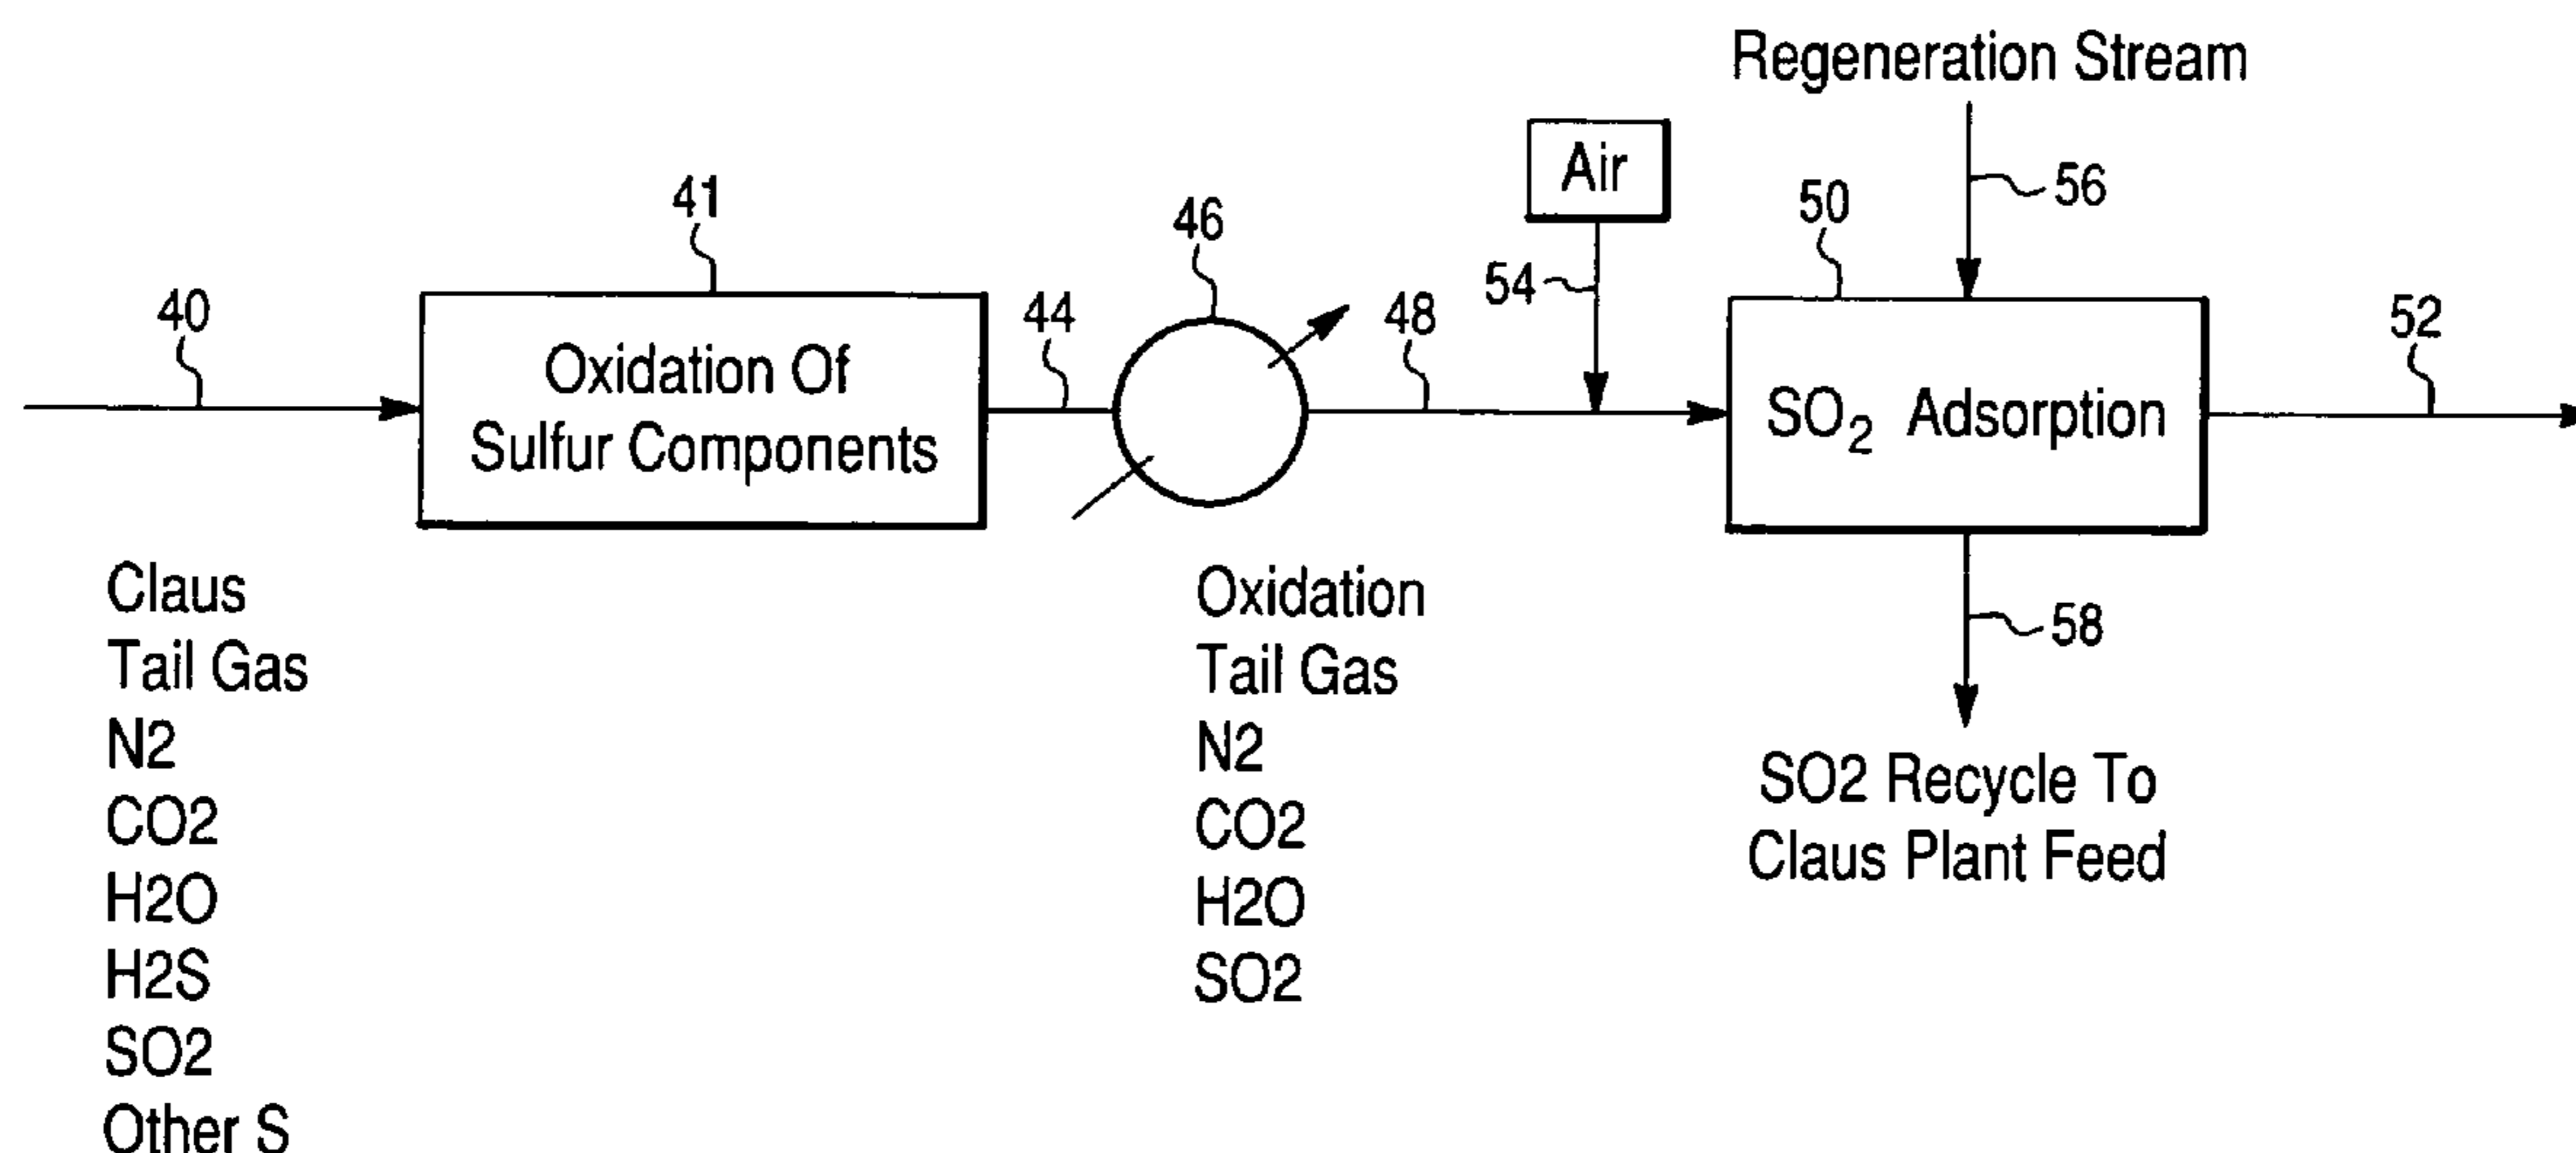 Regeneration Stream
Air
41
46
50
56
54
40
44
48
52
Oxidation Of
Sulfur Components
SO₂ Adsorption
Claus
Tail Gas
N2
CO2
H2O
H2S
SO2
Other S
Oxidation
Tail Gas
N2
CO2
H2O
SO2
58
SO2 Recycle To
Claus Plant Feed